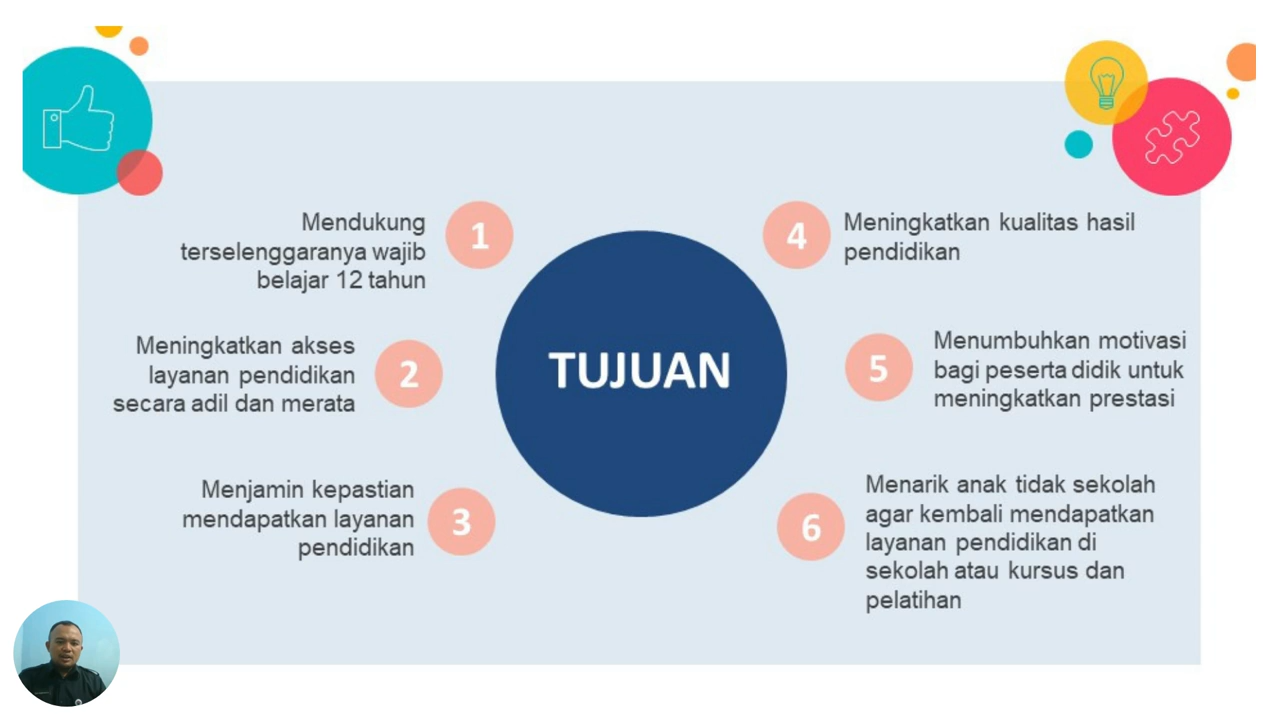 TUJUAN
1
Mendukung
terselenggaranya wajib
belajar 12 tahun
2
Meningkatkan akses
layanan pendidikan
secara adil dan merata
3
Menjamin kepastian
mendapatkan layanan
pendidikan
4
Meningkatkan kualitas hasil
pendidikan
5
Menumbuhkan motivasi
bagi peserta didik untuk
meningkatkan prestasi
6
Menarik anak tidak sekolah
agar kembali mendapatkan
layanan pendidikan di
sekolah atau kursus dan
pelatihan